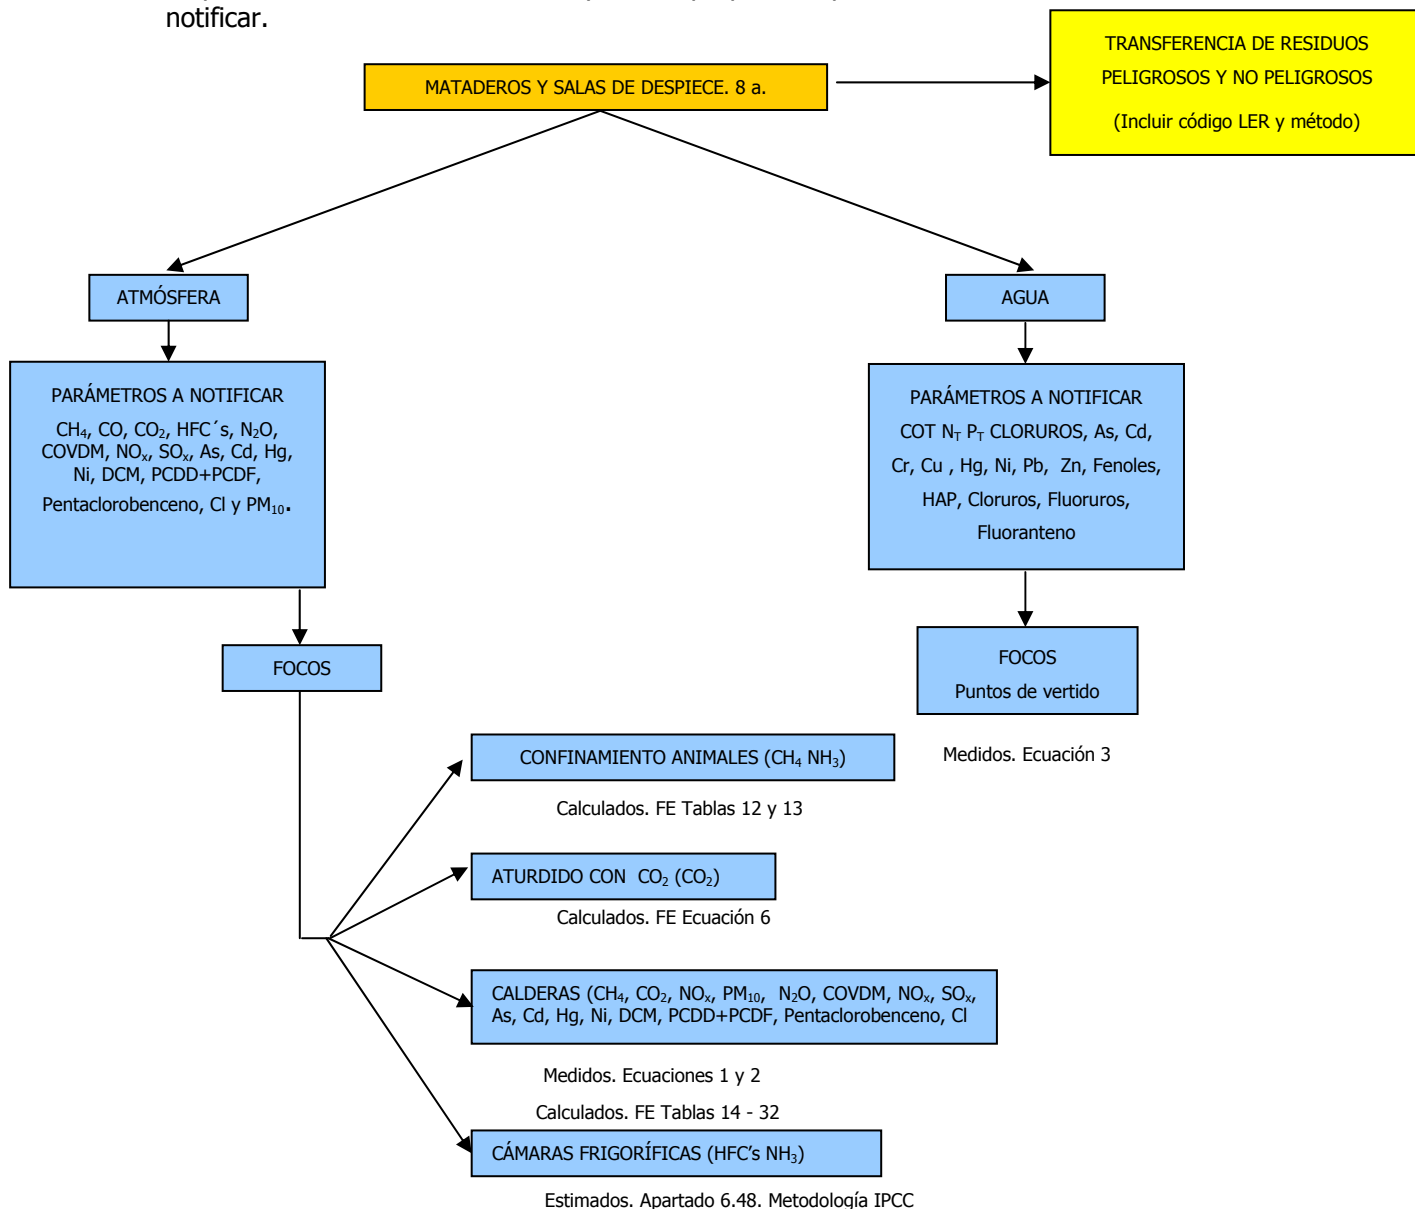 notificar.
TRANSFERENCIA DE RESIDUOS
PELIGROSOS Y NO PELIGROSOS
(Incluir código LER y método)
MATADEROS Y SALAS DE DESPIECE. 8 a.
ATMÓSFERA
AGUA
PARÁMETROS A NOTIFICAR
CH₄, CO, CO₂, HFC´s, N₂O,
COVDM, NOₓ, SOₓ, As, Cd, Hg,
Ni, DCM, PCDD+PCDF,
Pentaclorobenceno, Cl y PM₁₀.
PARÁMETROS A NOTIFICAR
COT N_T P_T CLORUROS, As, Cd,
Cr, Cu , Hg, Ni, Pb, Zn, Fenoles,
HAP, Cloruros, Fluoruros,
Fluoranteno
FOCOS
FOCOS
Puntos de vertido
Medidos. Ecuación 3
CONFINAMIENTO ANIMALES (CH₄ NH₃)
Calculados. FE Tablas 12 y 13
ATURDIDO CON CO₂ (CO₂)
Calculados. FE Ecuación 6
CALDERAS (CH₄, CO₂, NOₓ, PM₁₀, N₂O, COVDM, NOₓ, SOₓ,
As, Cd, Hg, Ni, DCM, PCDD+PCDF, Pentaclorobenceno, Cl
Medidos. Ecuaciones 1 y 2
Calculados. FE Tablas 14 - 32
CÁMARAS FRIGORÍFICAS (HFC’s NH₃)
Estimados. Apartado 6.48. Metodología IPCC